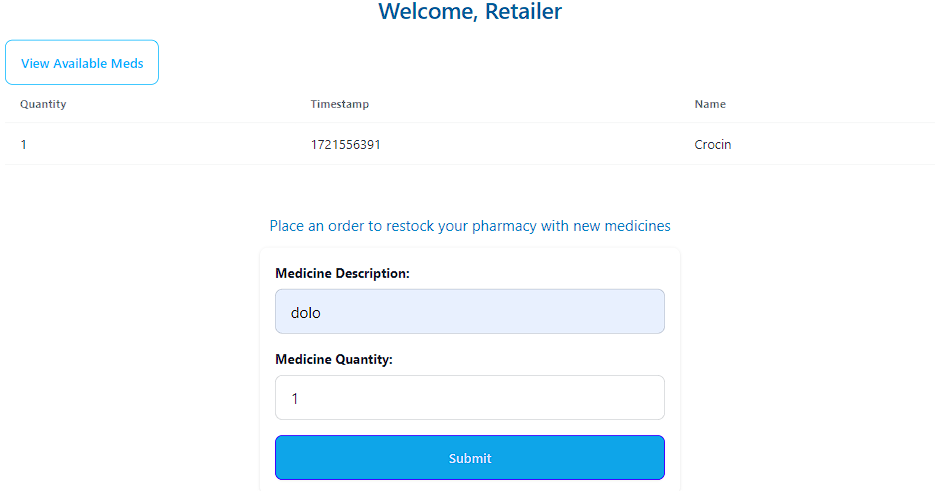 Welcome, Retailer
View Available Meds
Quantity Timestamp Name
1 1721556391 Crocin
Place an order to restock your pharmacy with new medicines
Medicine Description:
dolo
Medicine Quantity:
1
Submit